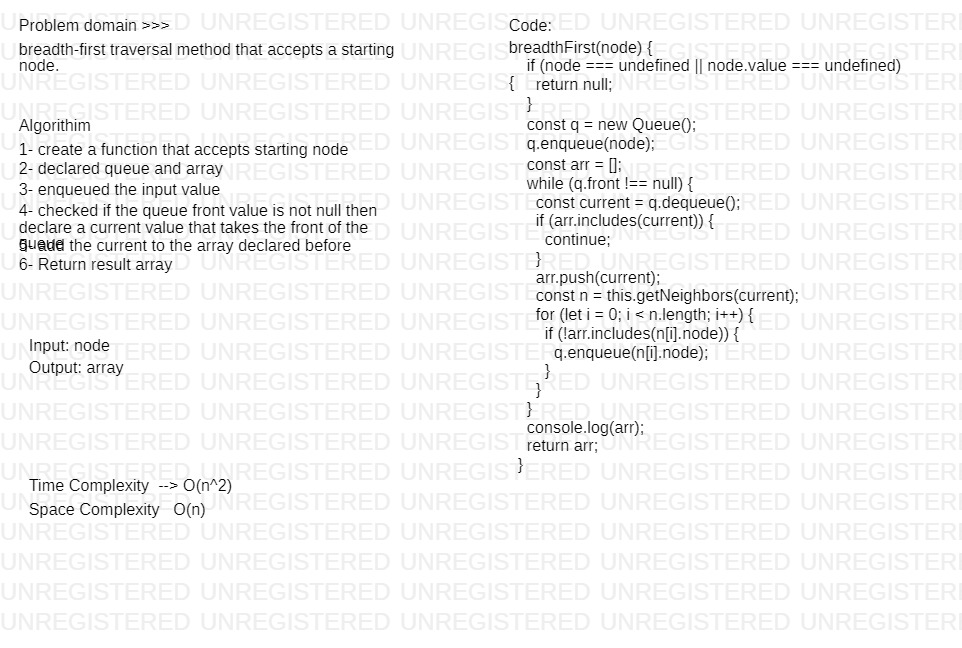 Problem domain >>>
breadth-first traversal method that accepts a starting
node.
Algorithim
1- create a function that accepts starting node
2- declared queue and array
3- enqueued the input value
4- checked if the queue front value is not null then
declare a current value that takes the front of the
queue
5- add the current to the array declared before
6- Return result array
Input: node
Output: array
Time Complexity --> O(n^2)
Space Complexity O(n)
Code:
breadthFirst(node) {
if (node === undefined || node.value === undefined)
{ return null;
}
const q = new Queue();
q.enqueue(node);
const arr = [];
while (q.front !== null) {
const current = q.dequeue();
if (arr.includes(current)) {
continue;
}
arr.push(current);
const n = this.getNeighbors(current);
for (let i = 0; i < n.length; i++) {
if (!arr.includes(n[i].node)) {
q.enqueue(n[i].node);
}
}
}
console.log(arr);
return arr;
}
UNREGISTERED UNREGISTERED UNREGISTERED UNREGISTERED UNREGISTERED